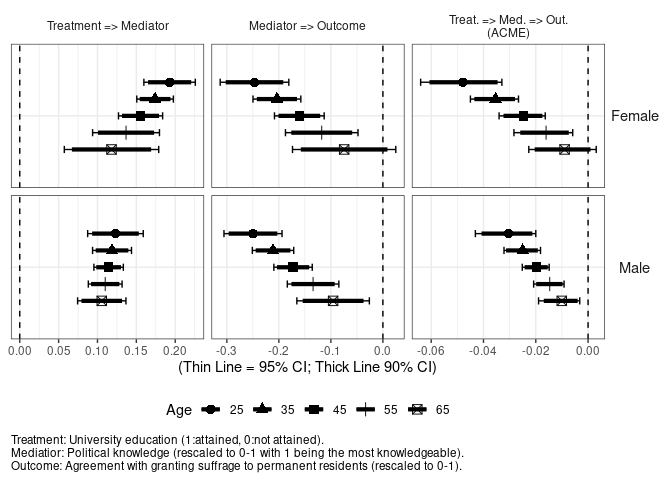 Treatment => Mediator
Mediator => Outcome
Treat. => Med. => Out.
(ACME)
Female
Male
0.00 0.05 0.10 0.15 0.20
-0.3 -0.2 -0.1 0.0
-0.06 -0.04 -0.02 0.00
(Thin Line = 95% CI; Thick Line 90% CI)
Age 25 35 45 55 65
Treatment: University education (1:attained, 0:not attained).
Mediatior: Political knowledge (rescaled to 0-1 with 1 being the most knowledgeable).
Outcome: Agreement with granting suffrage to permanent residents (rescaled to 0-1).